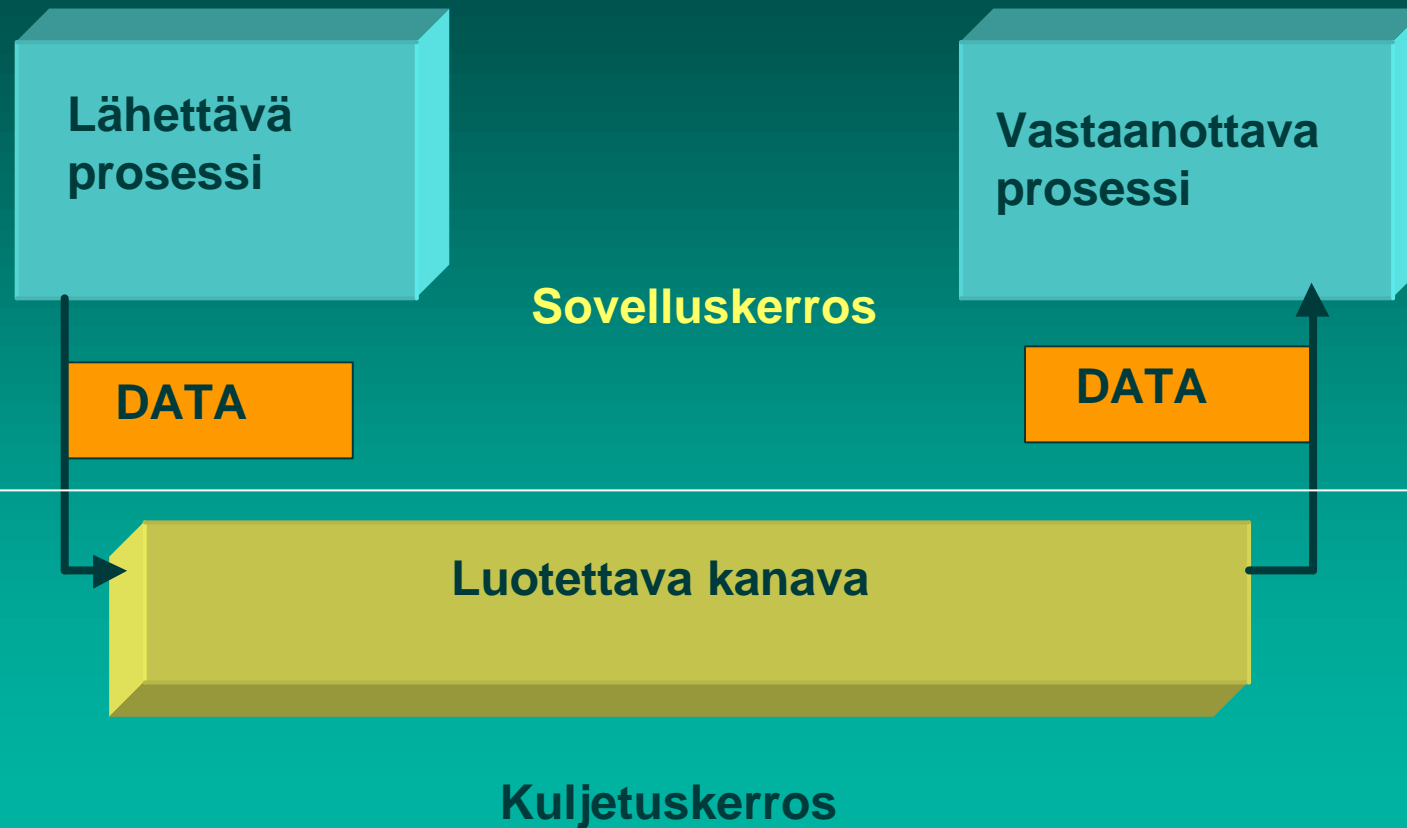 Lähettävä
prosessi
Vastaanottava
prosessi
Sovelluskerros
DATA
DATA
Luotettava kanava
Kuljetuskerros